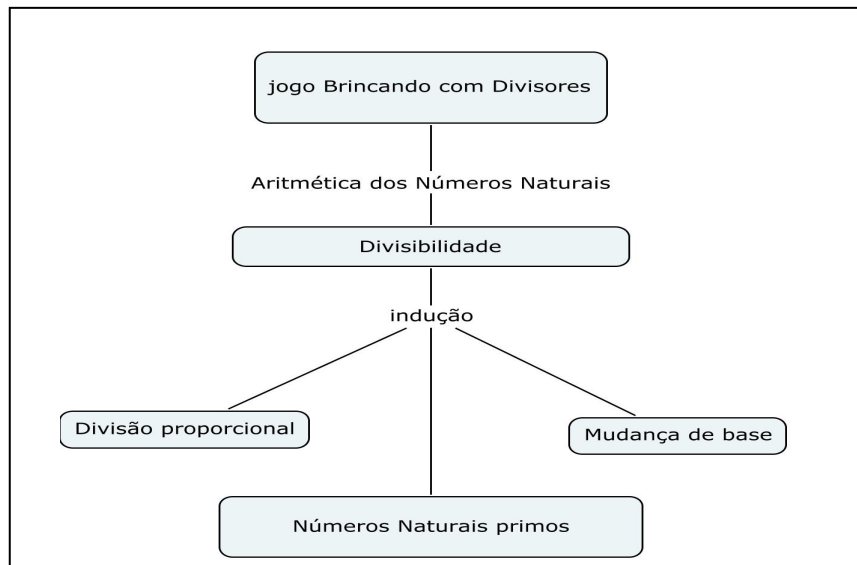 jogo Brincando com Divisores
Aritmética dos Números Naturais
Divisibilidade
indução
Divisão proporcional
Mudança de base
Números Naturais primos